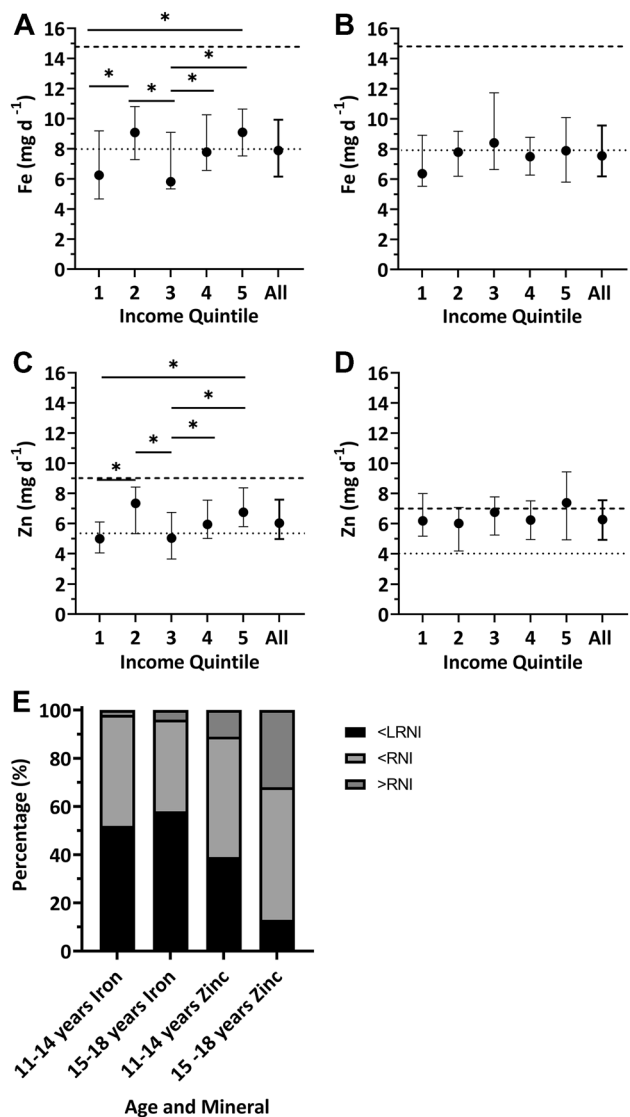 A
16
14
12
10
8
6
4
2
0
Fe (mg d⁻¹)
*
*
*
*
*
1 2 3 4 5 All
Income Quintile
B
16
14
12
10
8
6
4
2
0
Fe (mg d⁻¹)
1 2 3 4 5 All
Income Quintile
C
16
14
12
10
8
6
4
2
0
Zn (mg d⁻¹)
*
*
*
*
*
1 2 3 4 5 All
Income Quintile
D
16
14
12
10
8
6
4
2
0
Zn (mg d⁻¹)
1 2 3 4 5 All
Income Quintile
E
100
80
60
40
20
0
Percentage (%)
11-14 years Iron
15-18 years Iron
11-14 years Zinc
15 -18 years Zinc
Age and Mineral
<LRNI
<RNI
>RNI